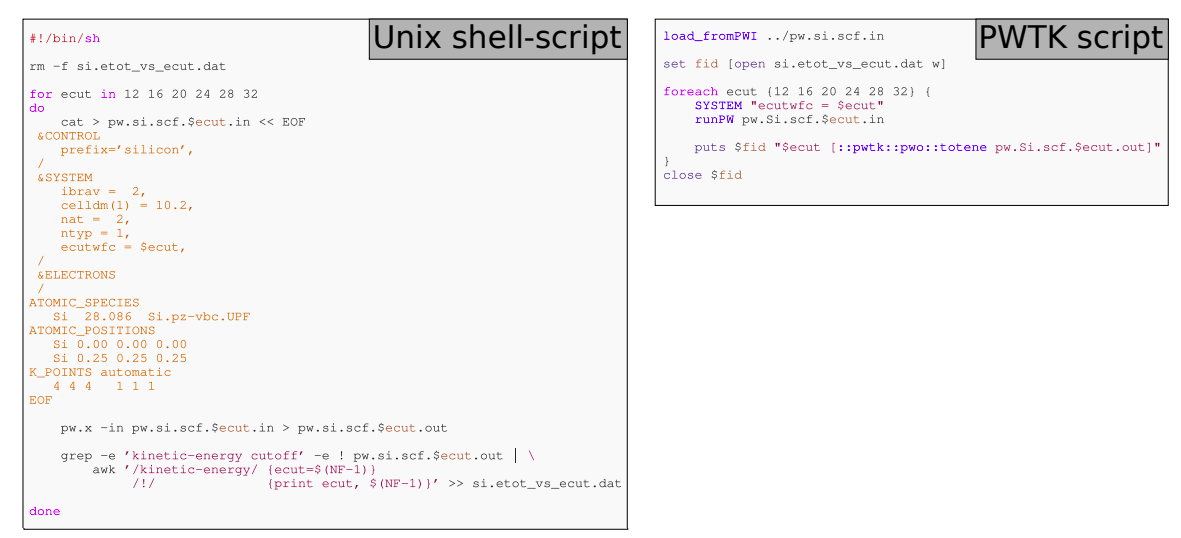 Unix shell-script
#!/bin/sh
rm -f si.etot_vs_ecut.dat
for ecut in 12 16 20 24 28 32
do
    cat > pw.si.scf.$ecut.in << EOF
 &CONTROL
    prefix='silicon',
 /
 &SYSTEM
    ibrav =  2,
    celldm(1) = 10.2,
    nat =  2,
    ntyp = 1,
    ecutwfc = $ecut,
 /
 &ELECTRONS
 /
ATOMIC_SPECIES
   Si  28.086  Si.pz-vbc.UPF
ATOMIC_POSITIONS
   Si 0.00 0.00 0.00
   Si 0.25 0.25 0.25
K_POINTS automatic
   4 4 4   1 1 1
EOF
    pw.x -in pw.si.scf.$ecut.in > pw.si.scf.$ecut.out
    grep -e 'kinetic-energy cutoff' -e ! pw.si.scf.$ecut.out | \
        awk '/kinetic-energy/ {ecut=$(NF-1)}
             /!/              {print ecut, $(NF-1)}' >> si.etot_vs_ecut.dat
done
PWTK script
load_fromPWI ../pw.si.scf.in
set fid [open si.etot_vs_ecut.dat w]
foreach ecut {12 16 20 24 28 32} {
    SYSTEM "ecutwfc = $ecut"
    runPW pw.Si.scf.$ecut.in
    puts $fid "$ecut [::pwtk::pwo::totene pw.Si.scf.$ecut.out]"
}
close $fid